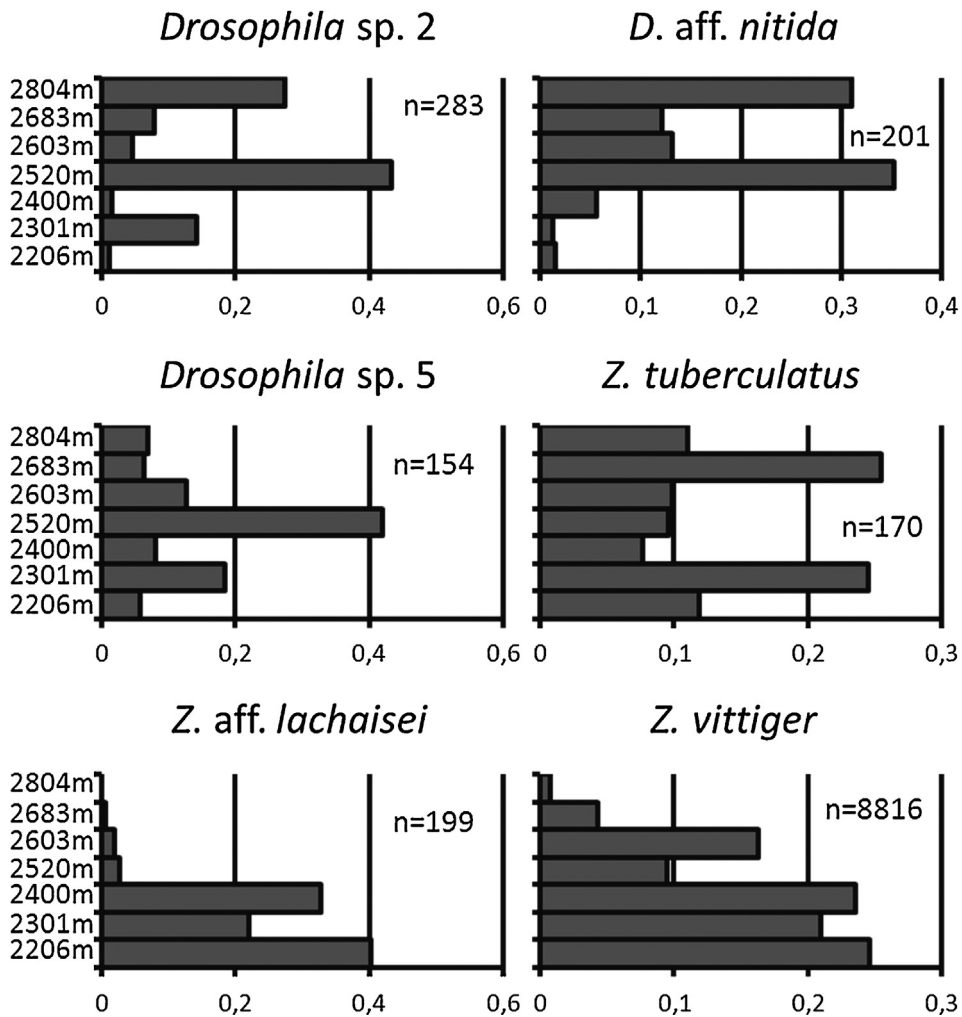 Drosophila sp. 2
D. aff. nitida
2804m
2683m
2603m
2520m
2400m
2301m
2206m
n=283
n=201
0 0,2 0,4 0,6
0 0,1 0,2 0,3 0,4
Drosophila sp. 5
Z. tuberculatus
2804m
2683m
2603m
2520m
2400m
2301m
2206m
n=154
n=170
0 0,2 0,4 0,6
0 0,1 0,2 0,3
Z. aff. lachaisei
Z. vittiger
2804m
2683m
2603m
2520m
2400m
2301m
2206m
n=199
n=8816
0 0,2 0,4 0,6
0 0,1 0,2 0,3